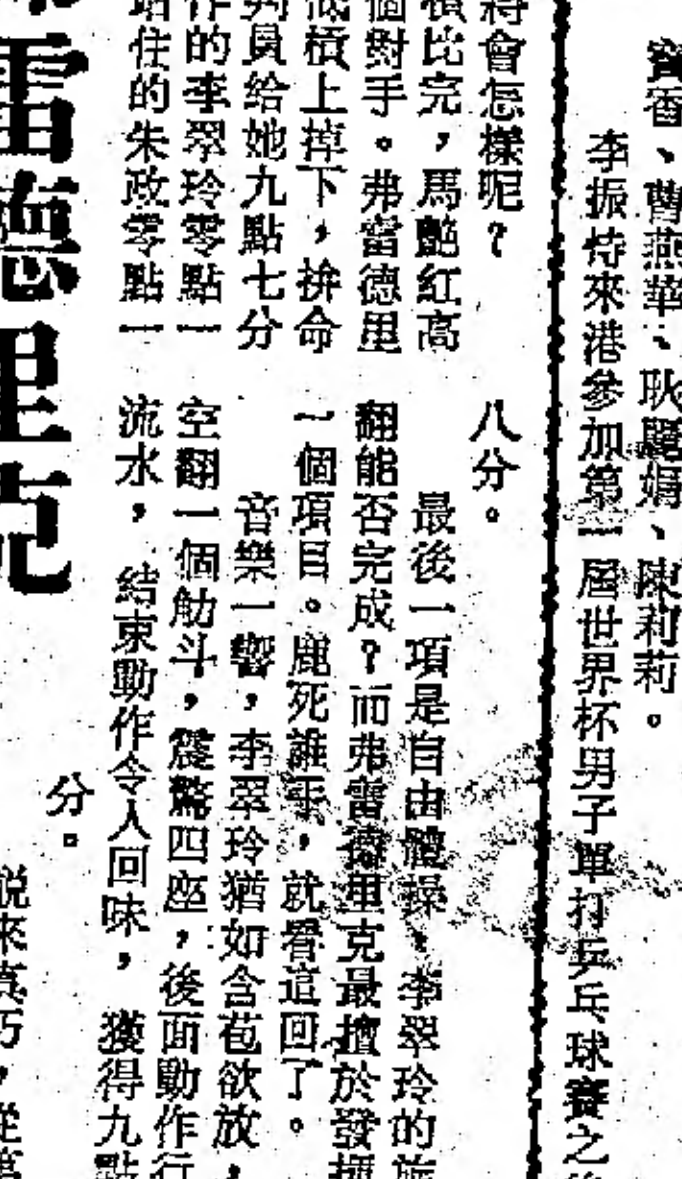 寶香、曹燕華、耿麗娟、陳利莉。
李振恃來港參加第一屆世界杯男子單打乒乓球賽之後
將會怎樣呢？
橫比完，馬艷紅高
個對手。弗雷德里
低槓上掉下，拚命
判員給她九點七分
作的李翠玲零點一
站住的朱政零點一
八分。
最後一項是自由體操、李翠玲的旋
翻能否完成？而弗雷德里克最擅於發揮
一個項目。鹿死誰手，就看這回了。
音樂一響，李翠玲猶如含苞欲放，
空翻一個觔斗，震驚四座，後面動作行
流水，結束動作令人回味，獲得九點
分。
雷德里克
說來真巧，從第